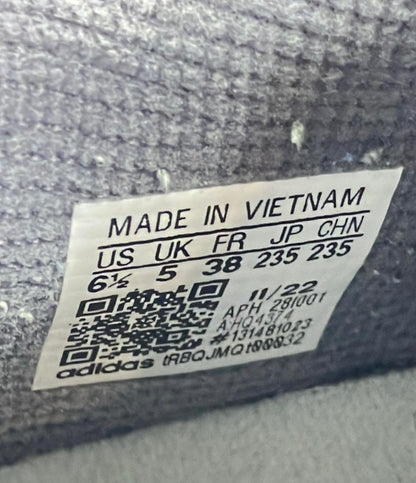 MADE IN VIETNAM
US UK FR JP CHN
6½ 5 38 235 235
11/22
APH 281001
#131481023
adidas tRBQJMQt00032